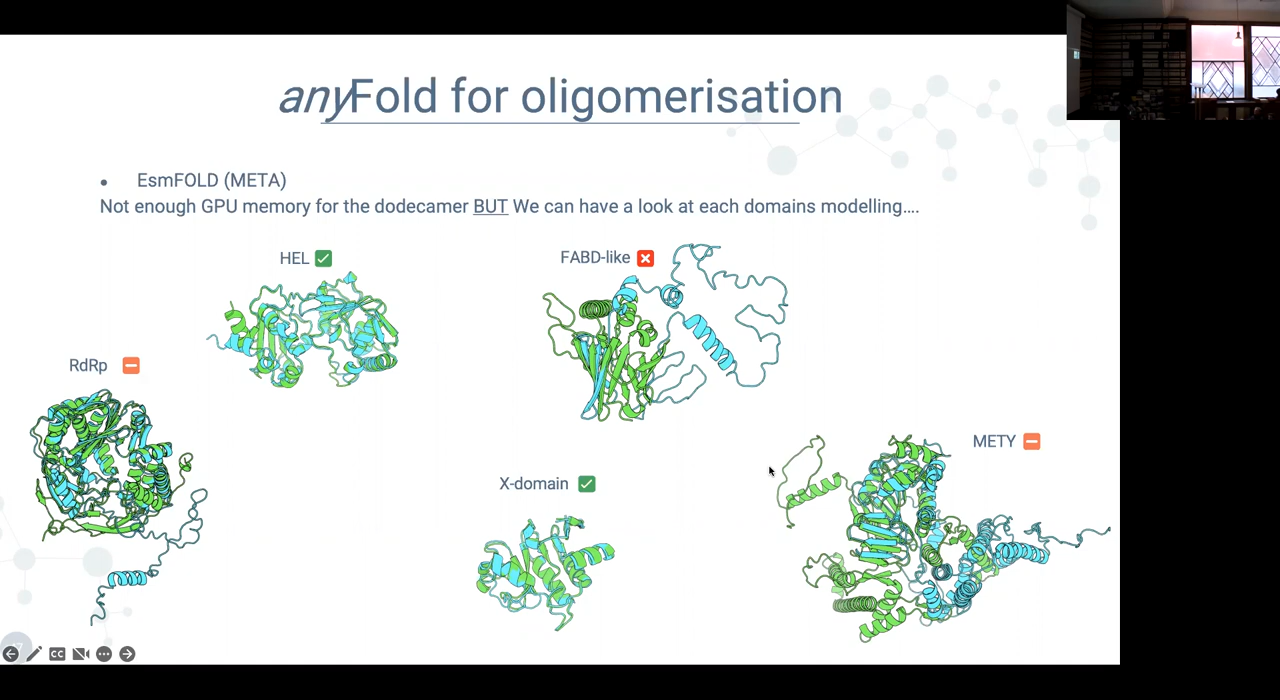 anyFold for oligomerisation
• EsmFOLD (META)
Not enough GPU memory for the dodecamer BUT We can have a look at each domains modelling....
HEL
FABD-like
RdRp
METY
X-domain
CC